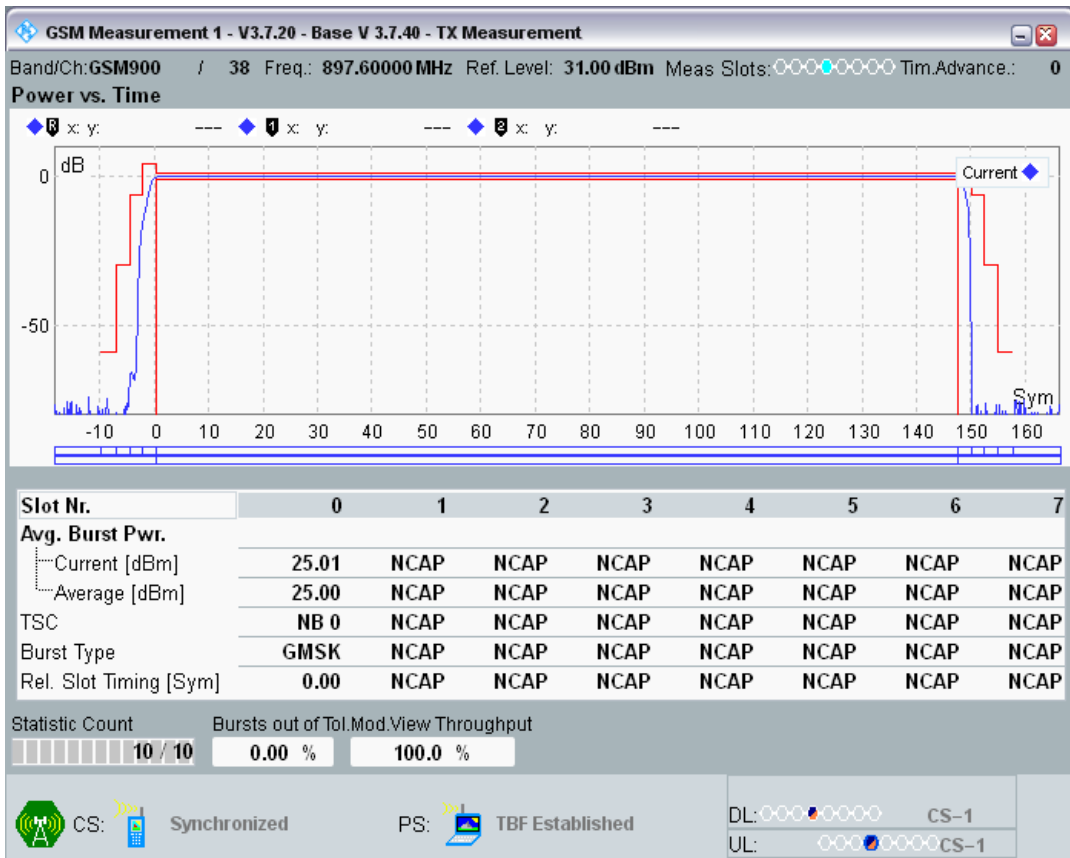 GSM Measurement 1 - V3.7.20 - Base V 3.7.40 - TX Measurement
Band/Ch:GSM900 / 38 Freq.: 897.60000 MHz Ref. Level: 31.00 dBm Meas Slots: Tim.Advance.: 0
Power vs. Time
R x: y: --- 1 x: y: --- 2 x: y: ---
dB
Current
0
-50
Sym
-10 0 10 20 30 40 50 60 70 80 90 100 110 120 130 140 150 160
Slot Nr. 0 1 2 3 4 5 6 7
Avg. Burst Pwr.
Current [dBm] 25.01 NCAP NCAP NCAP NCAP NCAP NCAP NCAP
Average [dBm] 25.00 NCAP NCAP NCAP NCAP NCAP NCAP NCAP
TSC NB 0 NCAP NCAP NCAP NCAP NCAP NCAP NCAP
Burst Type GMSK NCAP NCAP NCAP NCAP NCAP NCAP NCAP
Rel. Slot Timing [Sym] 0.00 NCAP NCAP NCAP NCAP NCAP NCAP NCAP
Statistic Count Bursts out of Tol.Mod.View Throughput
10 / 10 0.00 % 100.0 %
CS: Synchronized PS: TBF Established
DL: CS-1
UL: CS-1